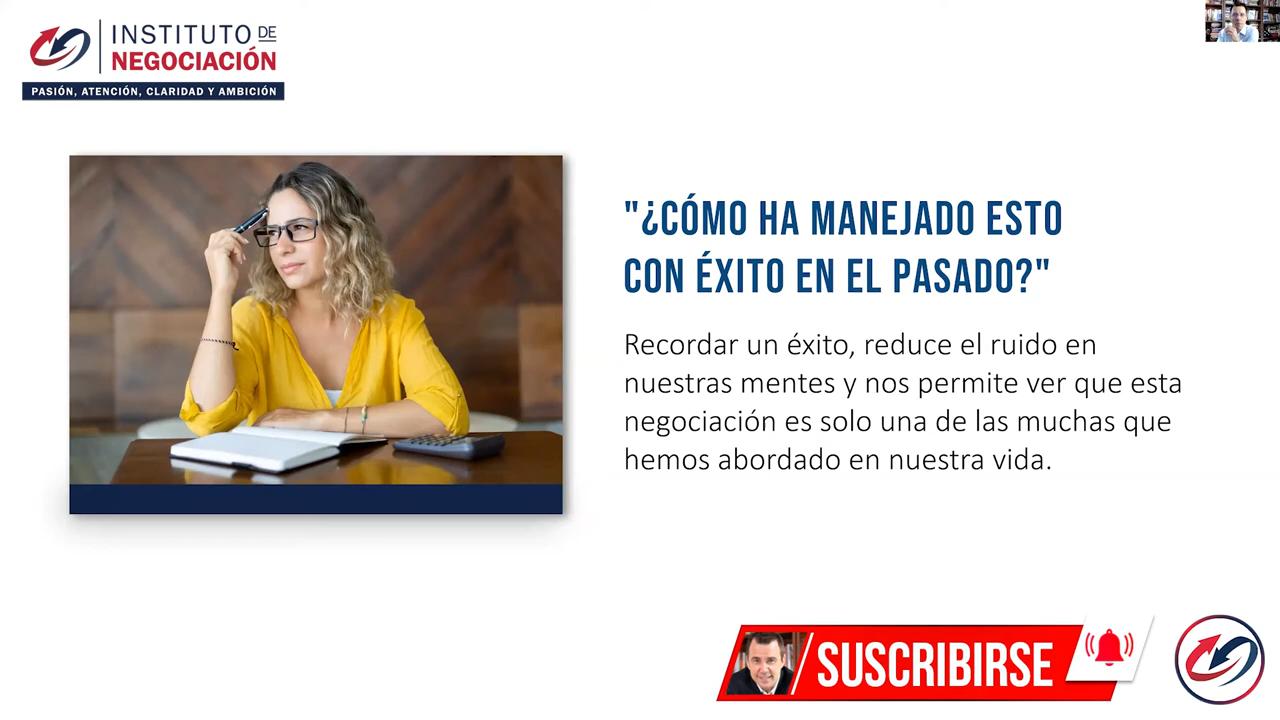 INSTITUTO DE
NEGOCIACIÓN
PASIÓN, ATENCIÓN, CLARIDAD Y AMBICIÓN
"¿CÓMO HA MANEJADO ESTO
CON ÉXITO EN EL PASADO?"
Recordar un éxito, reduce el ruido en
nuestras mentes y nos permite ver que esta
negociación es solo una de las muchas que
hemos abordado en nuestra vida.
SUSCRIBIRSE